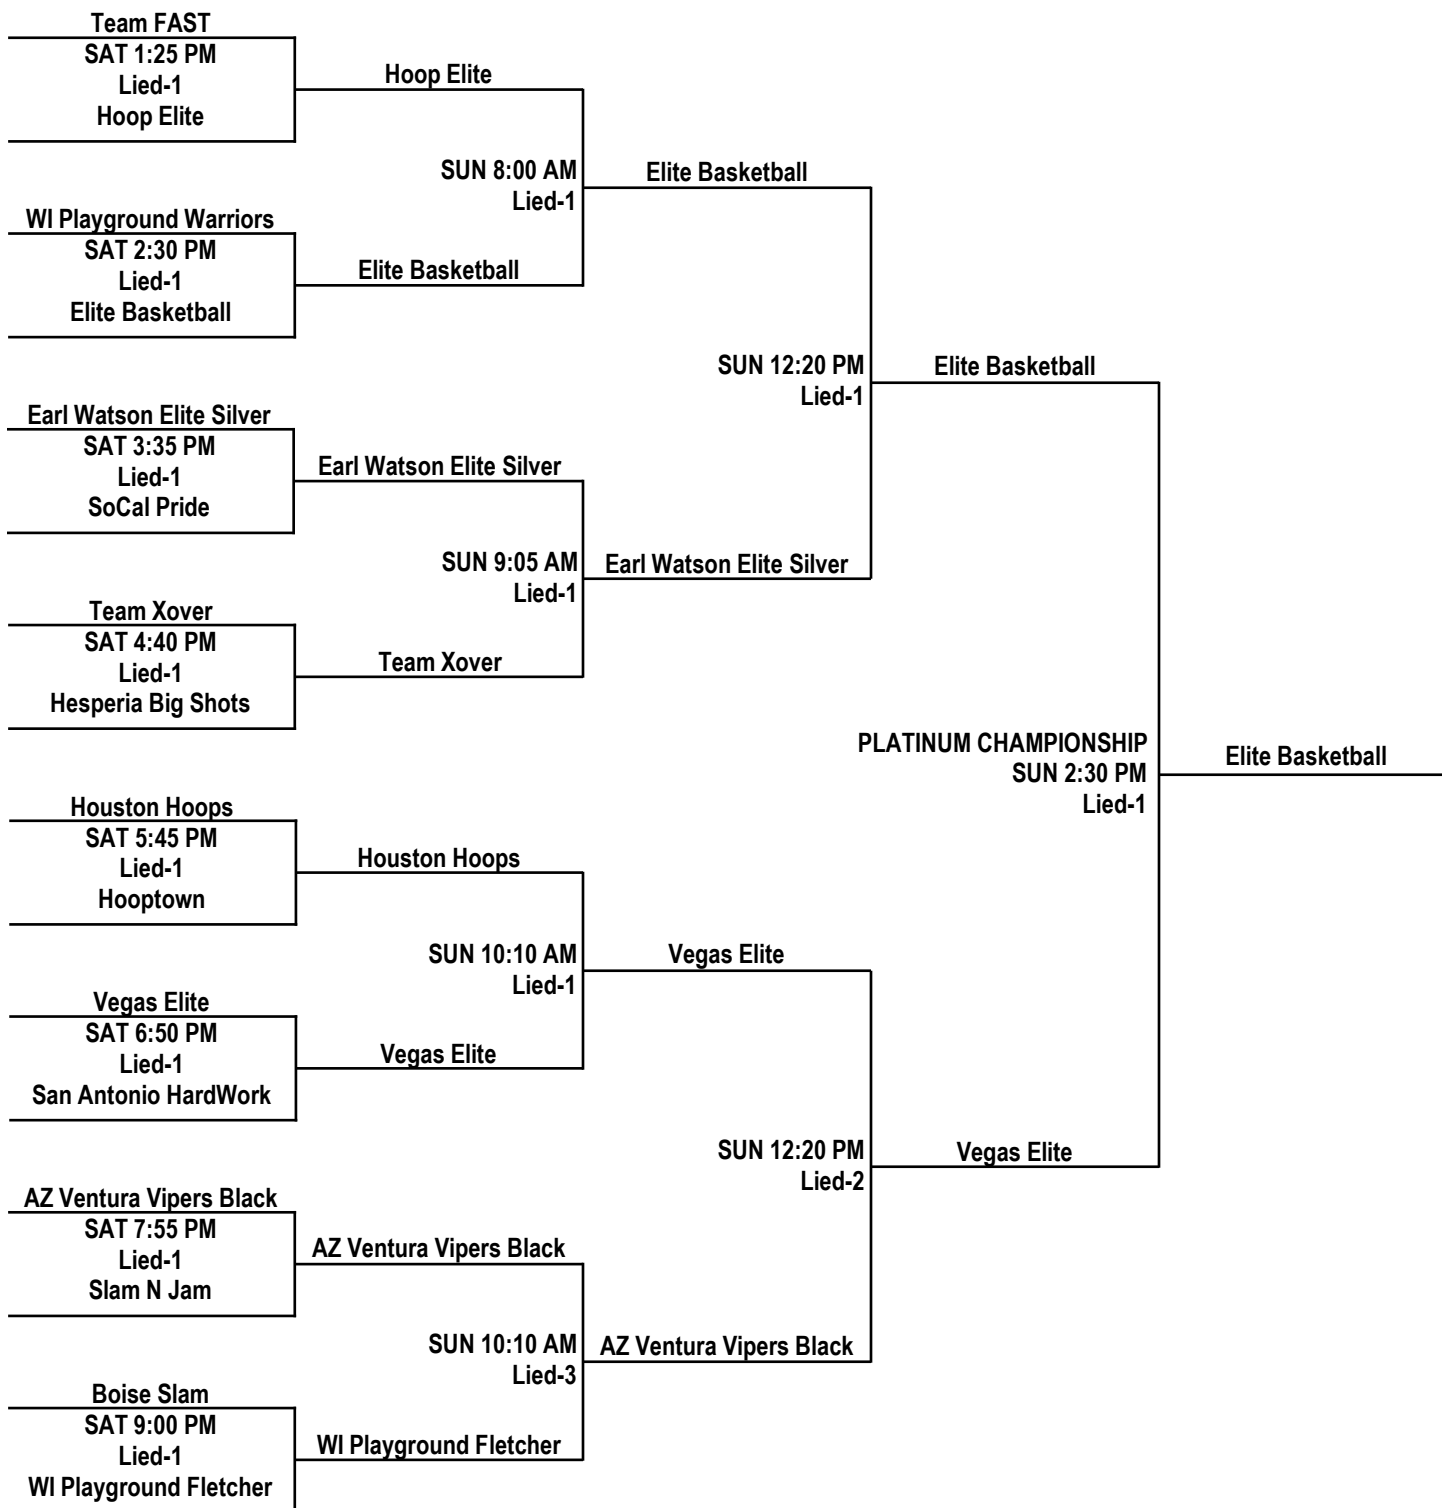 Team FAST
SAT 1:25 PM
Lied-1
Hoop Elite
WI Playground Warriors
SAT 2:30 PM
Lied-1
Elite Basketball
Earl Watson Elite Silver
SAT 3:35 PM
Lied-1
SoCal Pride
Team Xover
SAT 4:40 PM
Lied-1
Hesperia Big Shots
Houston Hoops
SAT 5:45 PM
Lied-1
Hooptown
Vegas Elite
SAT 6:50 PM
Lied-1
San Antonio HardWork
AZ Ventura Vipers Black
SAT 7:55 PM
Lied-1
Slam N Jam
Boise Slam
SAT 9:00 PM
Lied-1
WI Playground Fletcher
Hoop Elite
SUN 8:00 AM
Lied-1
Elite Basketball
Earl Watson Elite Silver
SUN 9:05 AM
Lied-1
Team Xover
Houston Hoops
SUN 10:10 AM
Lied-1
Vegas Elite
AZ Ventura Vipers Black
SUN 10:10 AM
Lied-3
WI Playground Fletcher
Elite Basketball
SUN 12:20 PM
Lied-1
Earl Watson Elite Silver
Vegas Elite
SUN 12:20 PM
Lied-2
AZ Ventura Vipers Black
Elite Basketball
PLATINUM CHAMPIONSHIP
SUN 2:30 PM
Lied-1
Vegas Elite
Elite Basketball